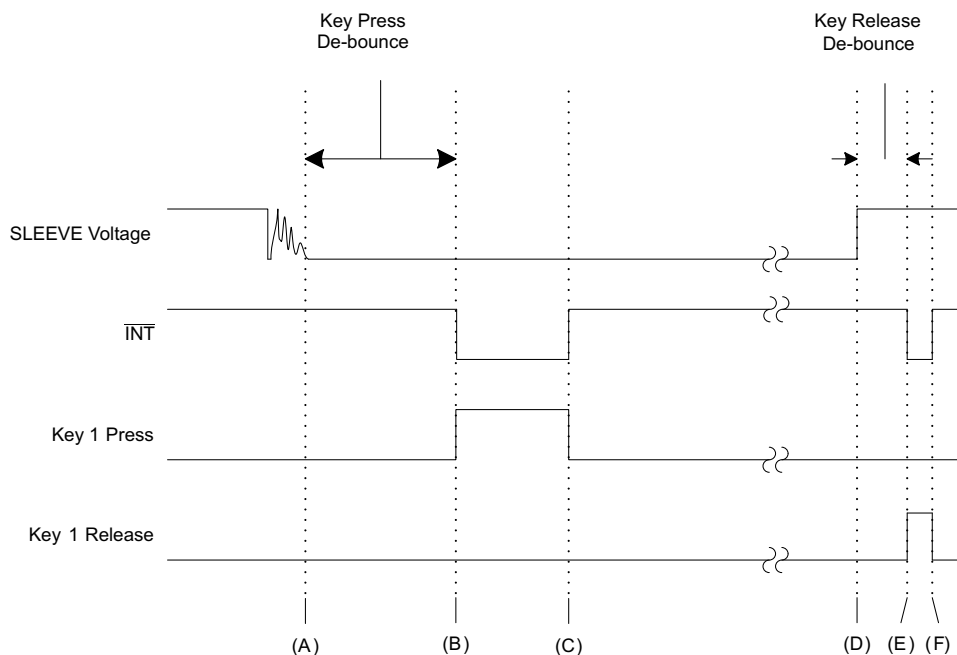 Key Press
De-bounce
Key Release
De-bounce
SLEEVE Voltage
INT
Key 1 Press
Key 1 Release
(A)
(B)
(C)
(D)
(E)
(F)